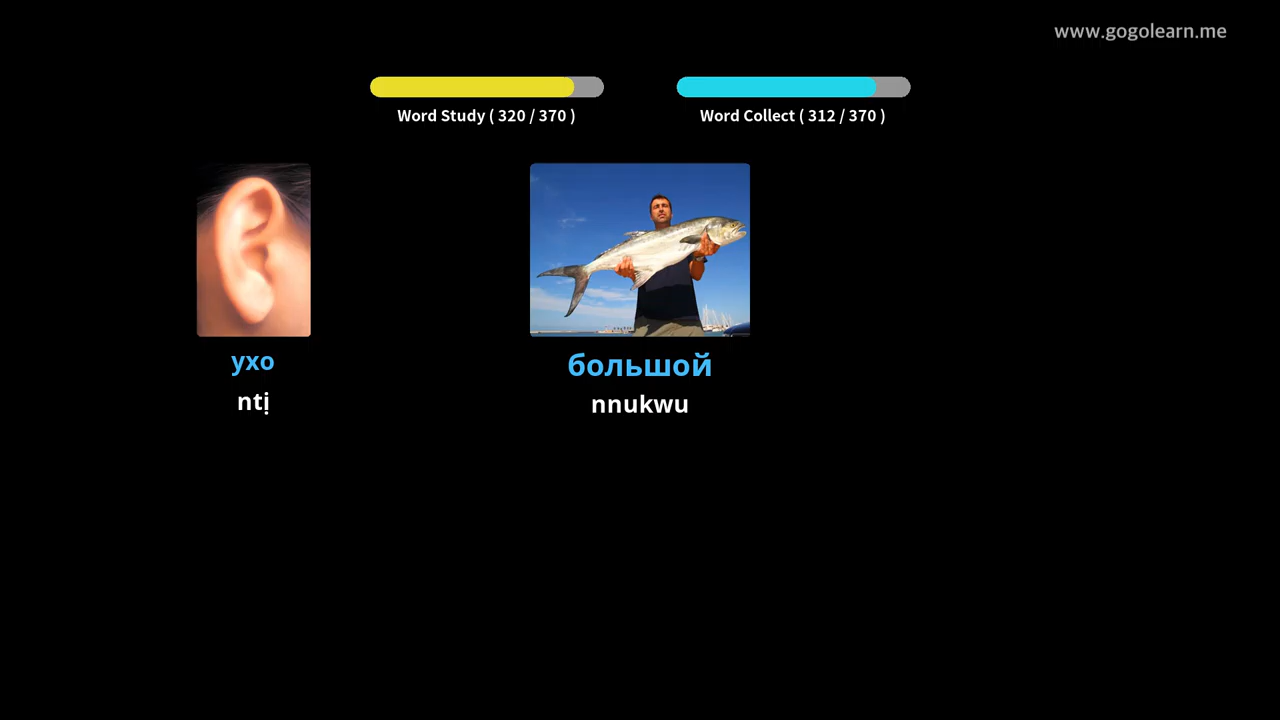 www.gogolearn.me
Word Study ( 320 / 370 )
Word Collect ( 312 / 370 )
ухо
ntị
большой
nnukwu